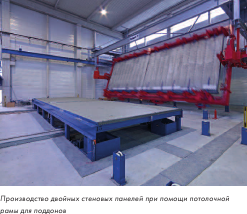 Производство двойных стеновых панелей при помощи потолочной
рамы для поддонов